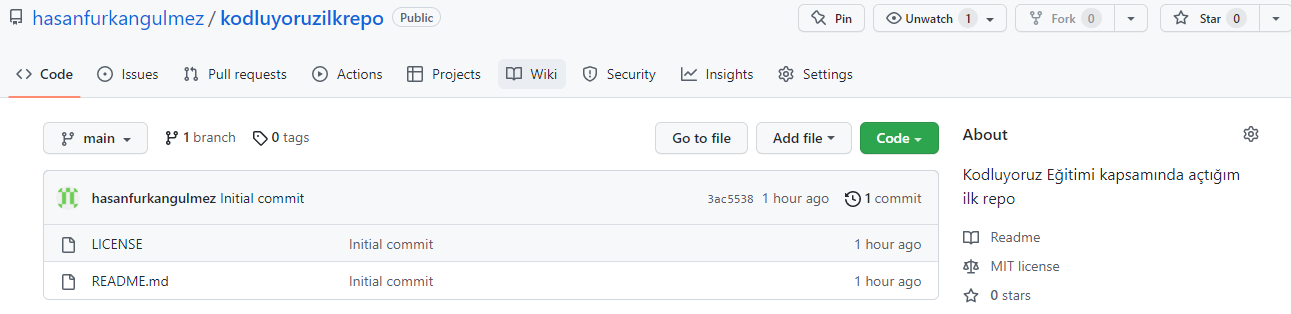 hasanfurkangulmez / kodluyoruzilkrepo Public Pin Unwatch 1 Fork 0 Star 0
Code Issues Pull requests Actions Projects Wiki Security Insights Settings
main 1 branch 0 tags Go to file Add file Code
hasanfurkangulmez Initial commit 3ac5538 1 hour ago 1 commit
LICENSE Initial commit 1 hour ago
README.md Initial commit 1 hour ago
About
Kodluyoruz Eğitimi kapsamında açtığım
ilk repo
Readme
MIT license
0 stars